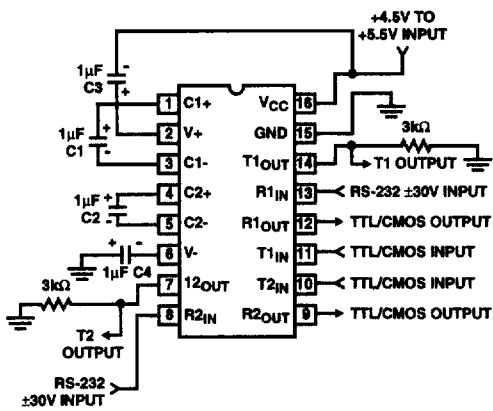 +4.5V TO
+5.5V INPUT
1μF
C3
-
+
1
C1+
VCC
16
+
1μF
C1
-
2
V+
GND
15
3kΩ
3
C1-
T1OUT
14
T1 OUTPUT
4
C2+
R1IN
13
RS-232 ±30V INPUT
1μF
+
C2
-
5
C2-
R1OUT
12
TTL/CMOS OUTPUT
+
-
6
V-
T1IN
11
TTL/CMOS INPUT
1μF C4
3kΩ
7
12OUT
T2IN
10
TTL/CMOS INPUT
8
R2IN
R2OUT
9
TTL/CMOS OUTPUT
T2
OUTPUT
RS-232
±30V INPUT